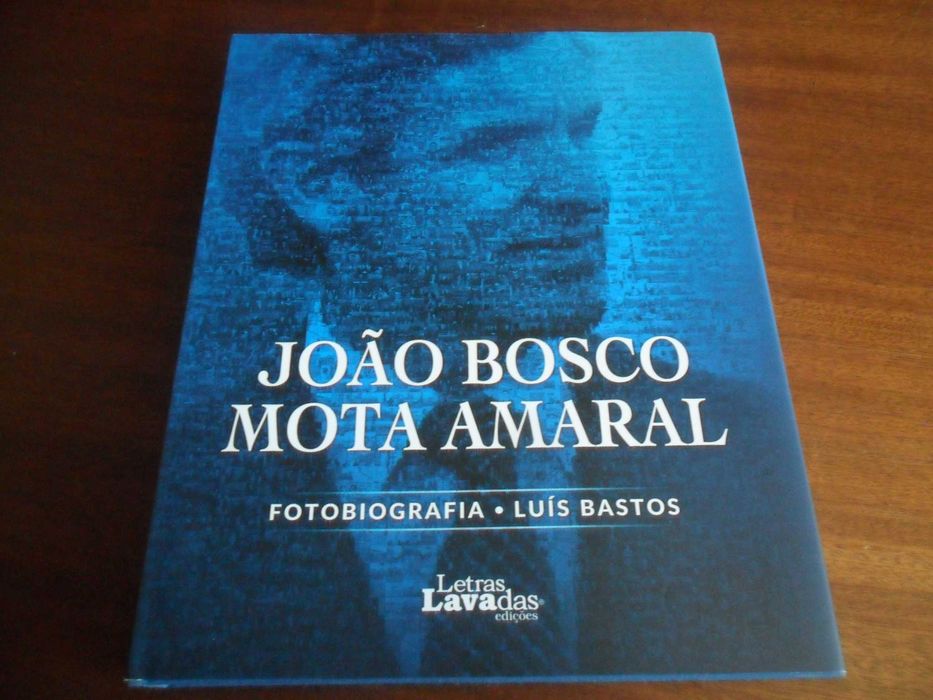 JOÃO BOSCO
MOTA AMARAL
FOTOBIOGRAFIA • LUÍS BASTOS
Letras
LAVAdas®
edições